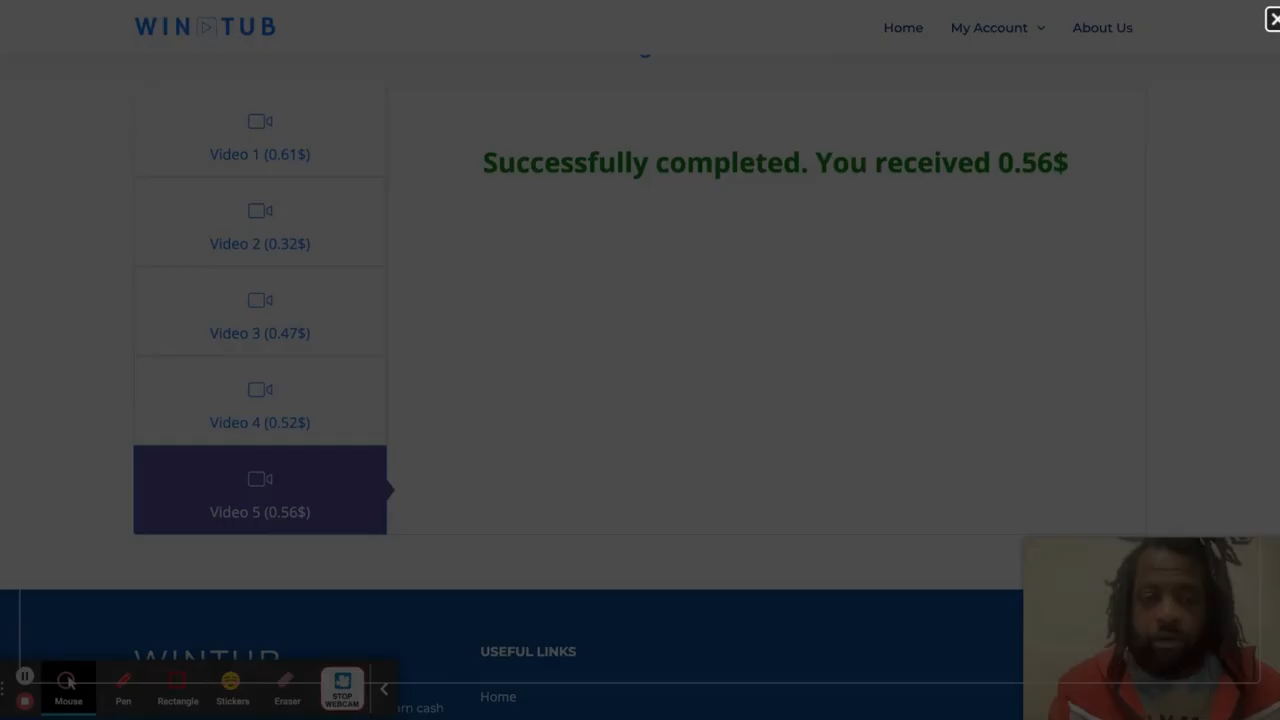 WIN TUB
Home
My Account
About Us
Video 1 (0.61$)
Video 2 (0.32$)
Video 3 (0.47$)
Video 4 (0.52$)
Video 5 (0.56$)
Successfully completed. You received 0.56$
WINTUB
USEFUL LINKS
Home
arn cash
Mouse
Pen
Rectangle
Stickers
Eraser
STOP
WEBCAM